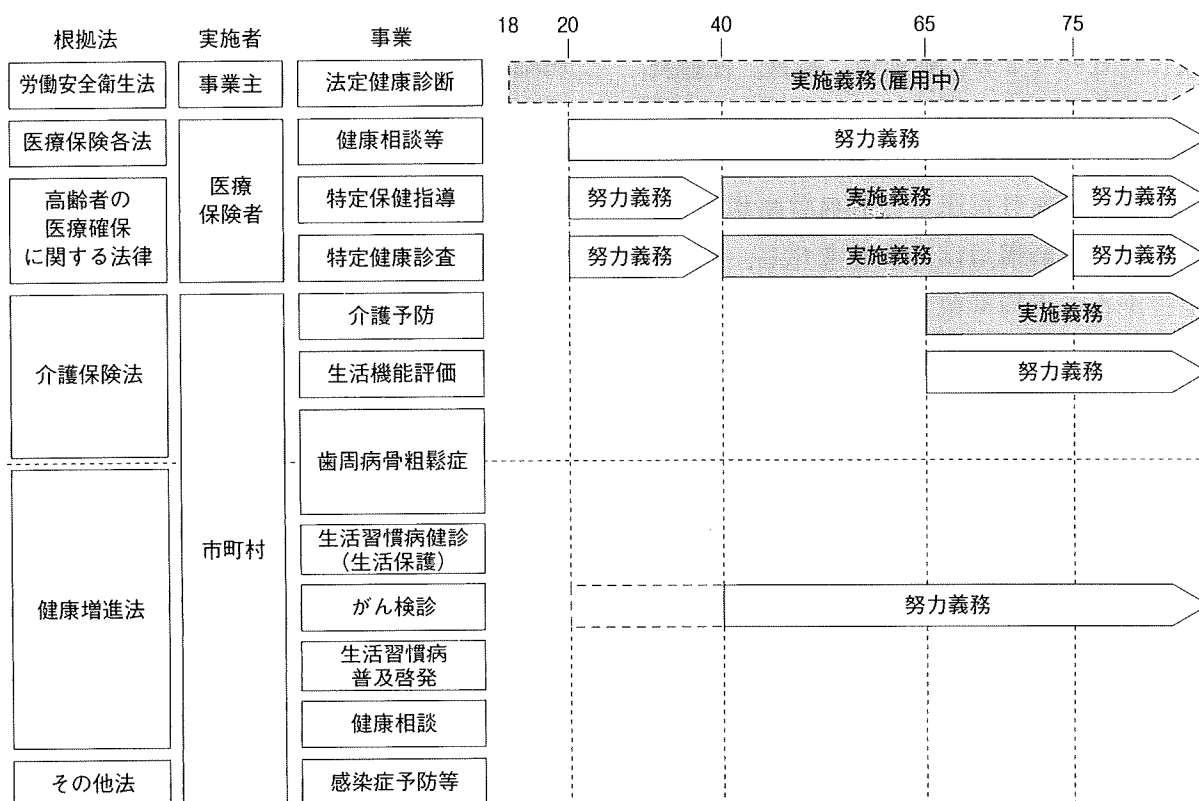 18 20 40 65 75
根拠法 実施者 事業
労働安全衛生法 事業主 法定健康診断 実施義務(雇用中)
医療保険各法 健康相談等 努力義務
医療
保険者
高齢者の
医療確保
に関する法律
特定保健指導 努力義務 実施義務 努力義務
特定健康診査 努力義務 実施義務 努力義務
介護保険法
市町村
介護予防 実施義務
生活機能評価 努力義務
歯周病骨粗鬆症
健康増進法
生活習慣病健診
(生活保護)
がん検診 努力義務
生活習慣病
普及啓発
健康相談
その他法 感染症予防等